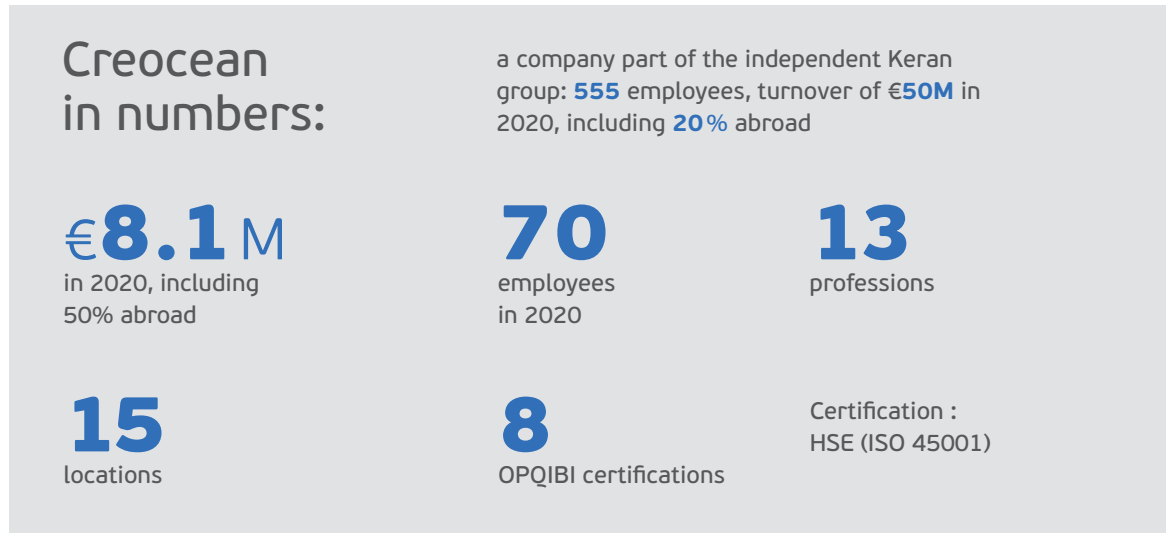 Creocean
in numbers:
a company part of the independent Keran
group: 555 employees, turnover of €50M in
2020, including 20% abroad
€8.1M
in 2020, including
50% abroad
70
employees
in 2020
13
professions
15
locations
8
OPQIBI certifications
Certification :
HSE (ISO 45001)